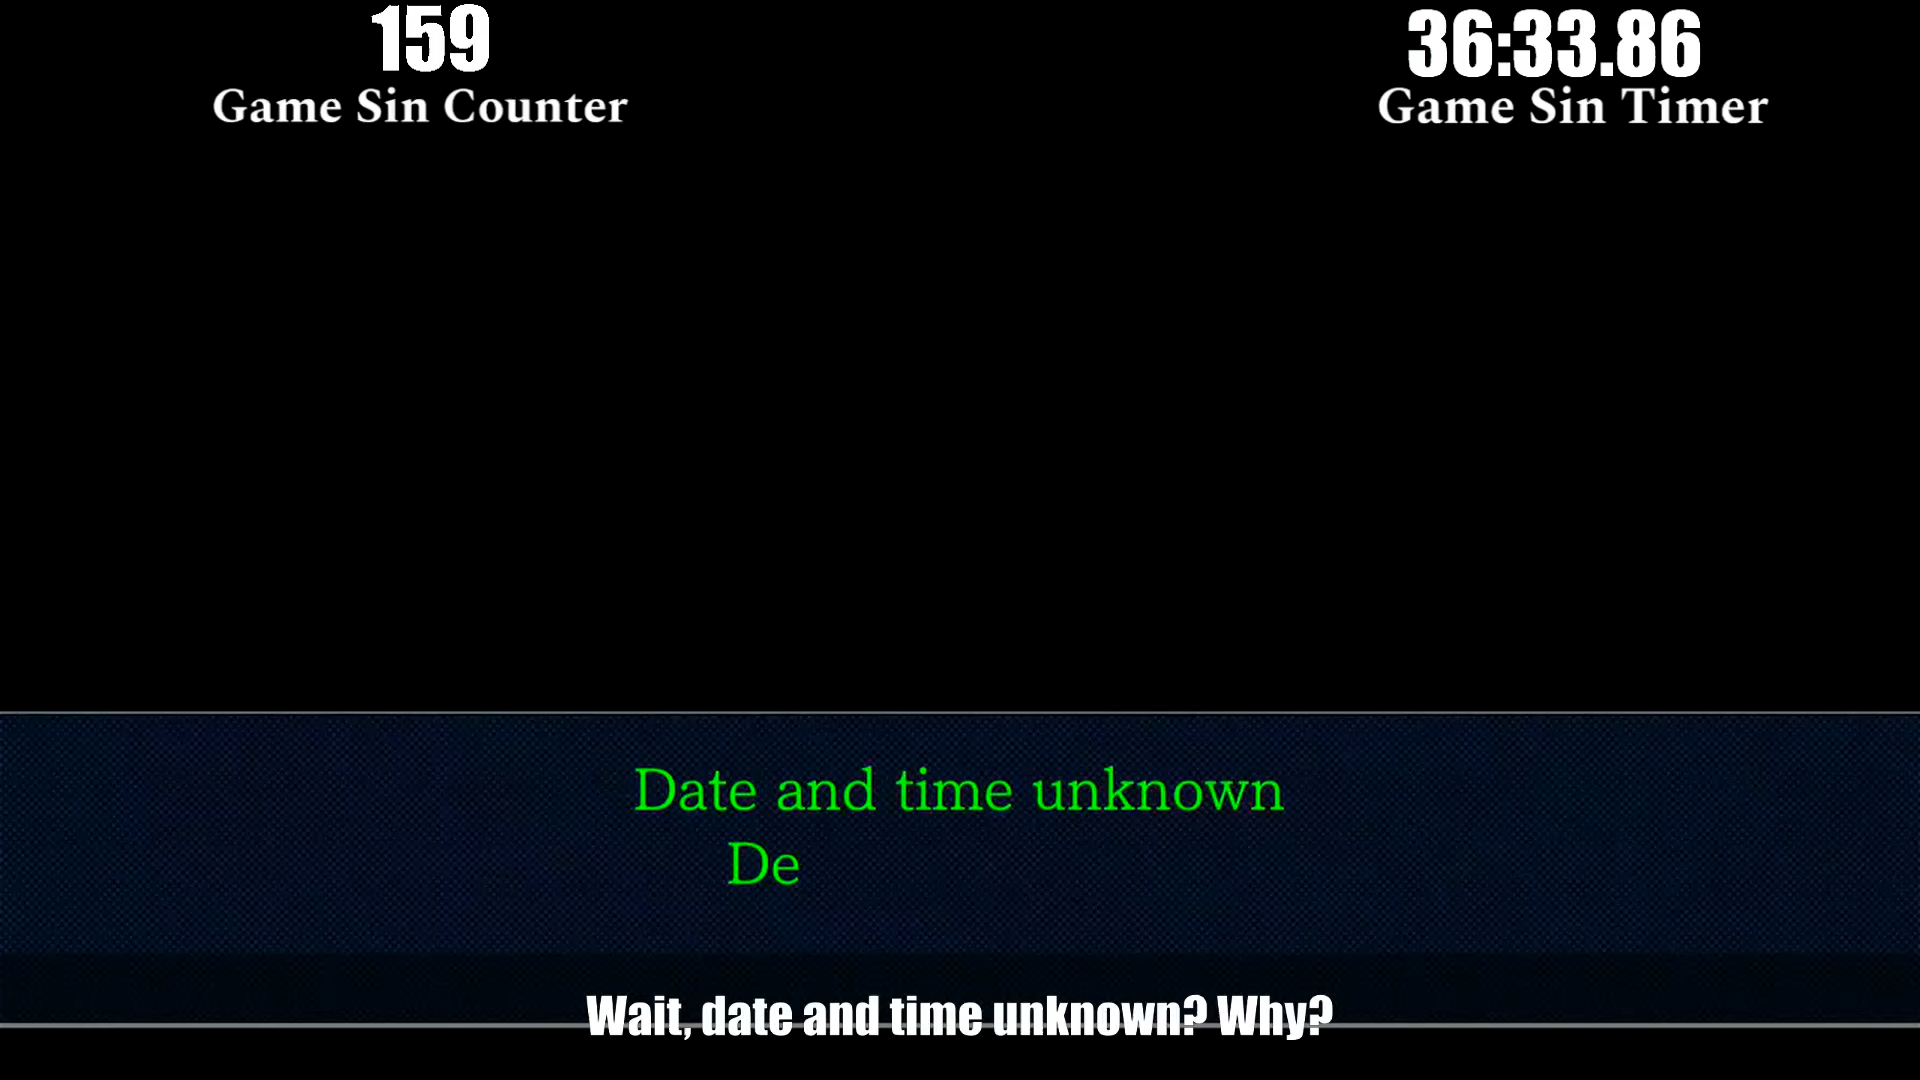 159
Game Sin Counter
36:33.86
Game Sin Timer
Date and time unknown
De
Wait, date and time unknown? Why?